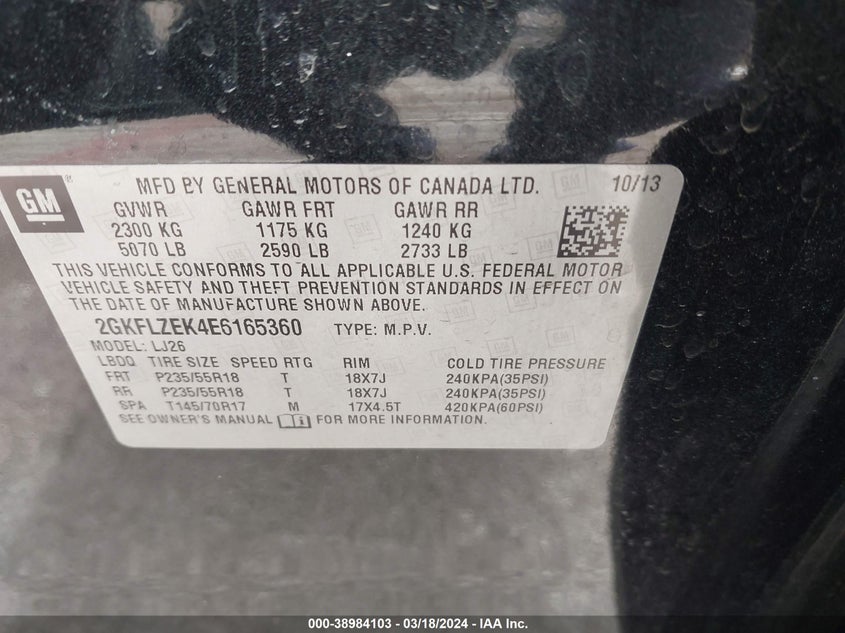 GM ® MFD BY GENERAL MOTORS OF CANADA LTD. 10/13
GVWR GAWR FRT GAWR RR
2300 KG 1175 KG 1240 KG
5070 LB 2590 LB 2733 LB
THIS VEHICLE CONFORMS TO ALL APPLICABLE U.S. FEDERAL MOTOR
VEHICLE SAFETY AND THEFT PREVENTION STANDARDS IN EFFECT ON
THE DATE OF MANUFACTURE SHOWN ABOVE.
2GKFLZEK4E6165360 TYPE: M.P.V.
MODEL: LJ26
LBDQ TIRE SIZE SPEED RTG RIM COLD TIRE PRESSURE
FRT P235/55R18 T 18X7J 240KPA(35PSI)
RR P235/55R18 T 18X7J 240KPA(35PSI)
SPA T145/70R17 M 17X4.5T 420KPA(60PSI)
SEE OWNER'S MANUAL FOR MORE INFORMATION.
000-38984103 - 03/18/2024 - IAA Inc.